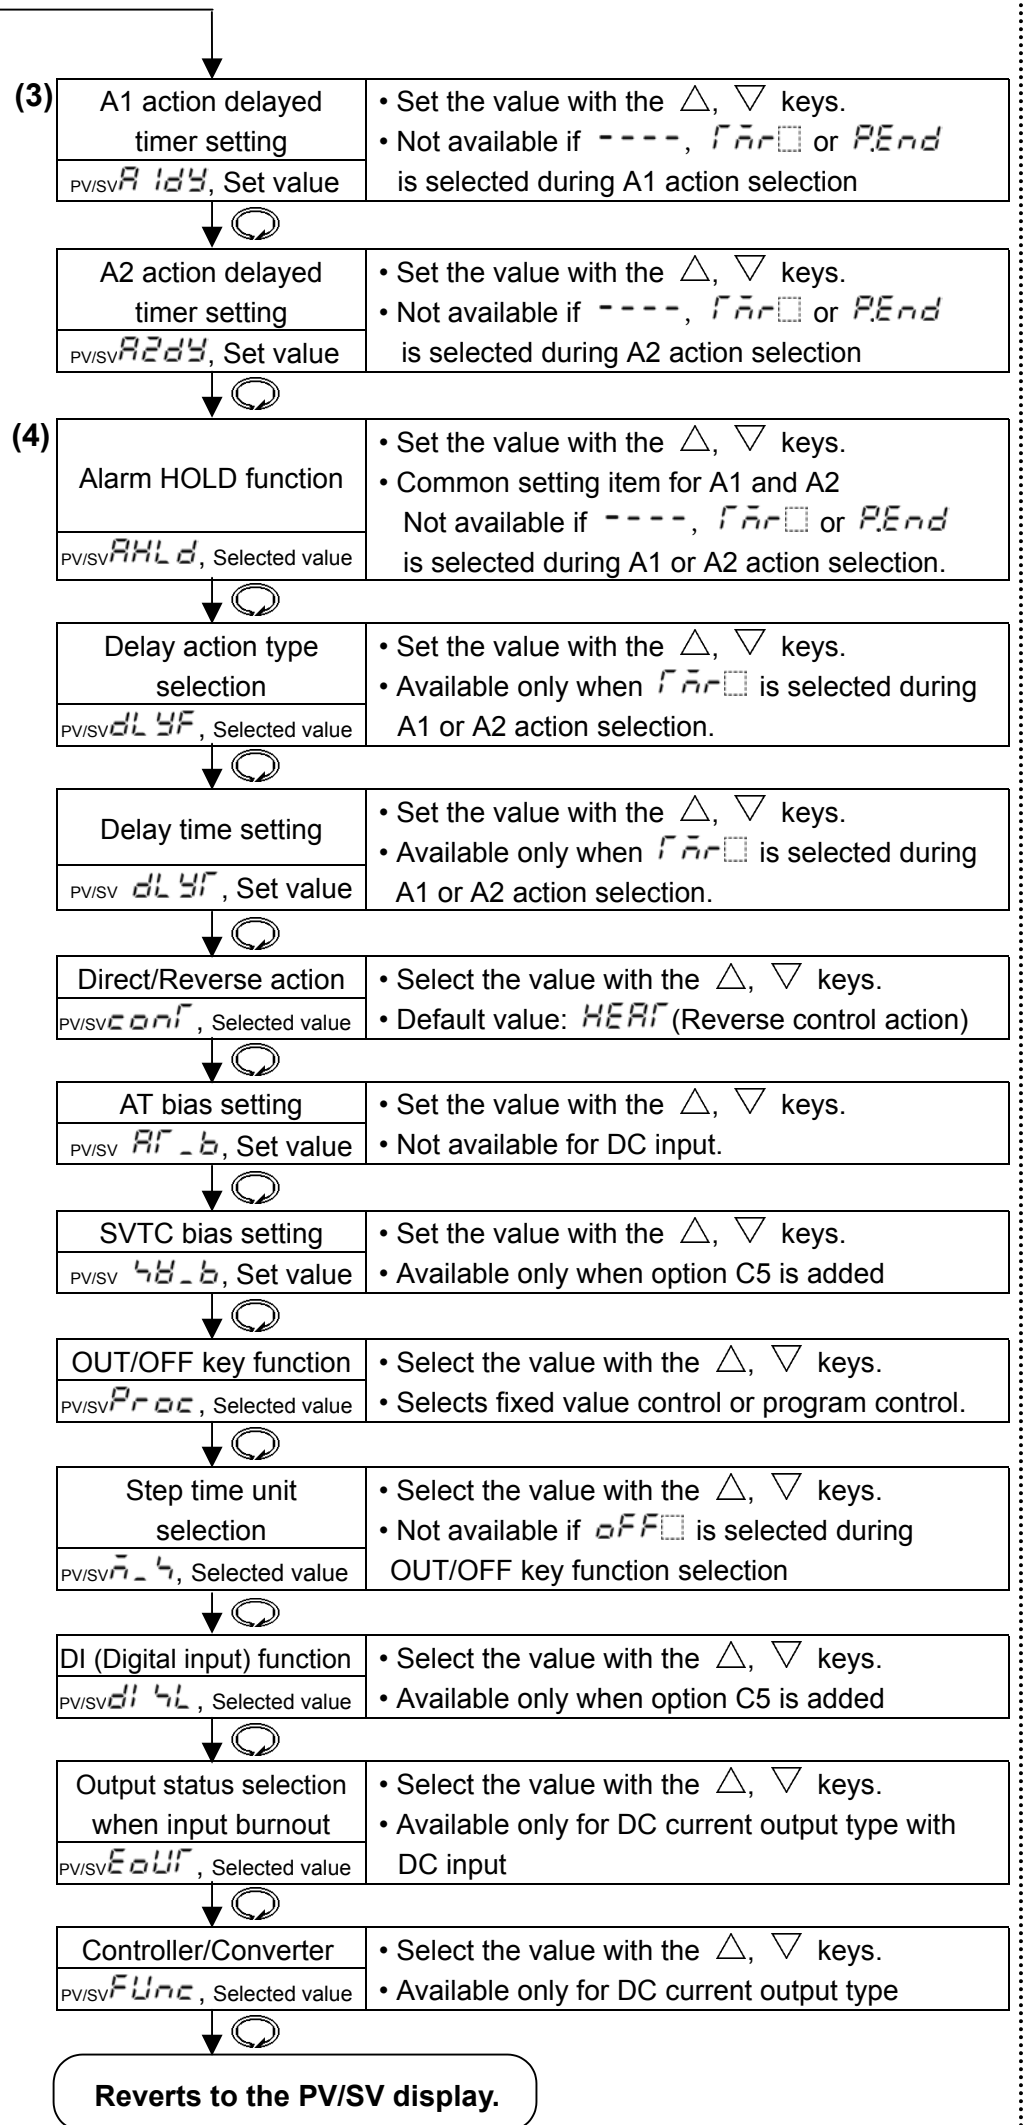 (3)
A1 action delayed
timer setting
PV/SV A1dY, Set value
• Set the value with the △, ▽ keys.
• Not available if ----, TMR□ or P.End
is selected during A1 action selection
A2 action delayed
timer setting
PV/SV A2dY, Set value
• Set the value with the △, ▽ keys.
• Not available if ----, TMR□ or P.End
is selected during A2 action selection
(4)
Alarm HOLD function
PV/SV AHLd, Selected value
• Set the value with the △, ▽ keys.
• Common setting item for A1 and A2
Not available if ----, TMR□ or P.End
is selected during A1 or A2 action selection.
Delay action type
selection
PV/SV dLYF, Selected value
• Set the value with the △, ▽ keys.
• Available only when TMR□ is selected during
A1 or A2 action selection.
Delay time setting
PV/SV dLYT, Set value
• Set the value with the △, ▽ keys.
• Available only when TMR□ is selected during
A1 or A2 action selection.
Direct/Reverse action
PV/SV conT, Selected value
• Select the value with the △, ▽ keys.
• Default value: HEAT (Reverse control action)
AT bias setting
PV/SV AT_b, Set value
• Set the value with the △, ▽ keys.
• Not available for DC input.
SVTC bias setting
PV/SV SV_b, Set value
• Set the value with the △, ▽ keys.
• Available only when option C5 is added
OUT/OFF key function
PV/SV Proc, Selected value
• Select the value with the △, ▽ keys.
• Selects fixed value control or program control.
Step time unit
selection
PV/SV M_S, Selected value
• Select the value with the △, ▽ keys.
• Not available if oFF□ is selected during
OUT/OFF key function selection
DI (Digital input) function
PV/SV dISL, Selected value
• Select the value with the △, ▽ keys.
• Available only when option C5 is added
Output status selection
when input burnout
PV/SV EoUT, Selected value
• Select the value with the △, ▽ keys.
• Available only for DC current output type with
DC input
Controller/Converter
PV/SV FUnc, Selected value
• Select the value with the △, ▽ keys.
• Available only for DC current output type
Reverts to the PV/SV display.